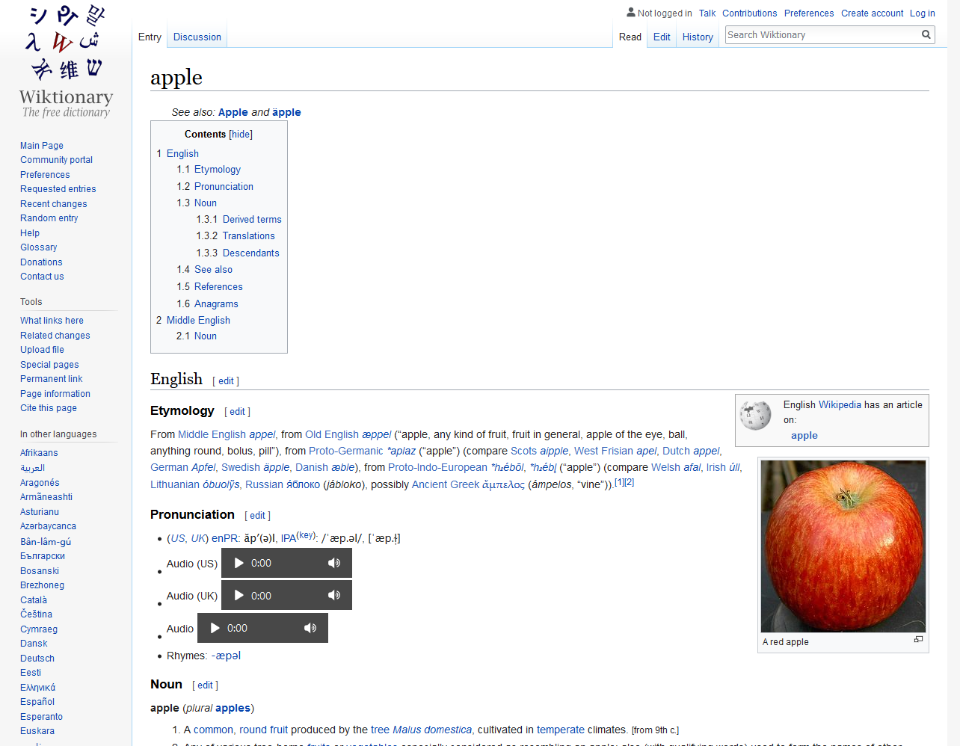 Not logged in Talk Contributions Preferences Create account Log in
Entry Discussion Read Edit History Search Wiktionary
Wiktionary
The free dictionary
Main Page
Community portal
Preferences
Requested entries
Recent changes
Random entry
Help
Glossary
Donations
Contact us
Tools
What links here
Related changes
Upload file
Special pages
Permanent link
Page information
Cite this page
In other languages
Afrikaans
العربية
Aragonés
Armãneashti
Asturianu
Azərbaycanca
Bân-lâm-gú
Български
Bosanski
Brezhoneg
Català
Čeština
Cymraeg
Dansk
Deutsch
Eesti
Ελληνικά
Español
Esperanto
Euskara
apple
See also: Apple and äpple
Contents [hide]
1 English
1.1 Etymology
1.2 Pronunciation
1.3 Noun
1.3.1 Derived terms
1.3.2 Translations
1.3.3 Descendants
1.4 See also
1.5 References
1.6 Anagrams
2 Middle English
2.1 Noun
English [ edit ]
English Wikipedia has an article
on:
apple
Etymology [ edit ]
From Middle English appel, from Old English æppel (“apple, any kind of fruit, fruit in general, apple of the eye, ball,
anything round, bolus, pill”), from Proto-Germanic *aplaz (“apple”) (compare Scots aipple, West Frisian apel, Dutch appel,
German Apfel, Swedish äpple, Danish æble), from Proto-Indo-European *h₂ébōl, *h₂ébl̥ (“apple”) (compare Welsh afal, Irish úll,
Lithuanian óbuolỹs, Russian я́блоко (jábloko), possibly Ancient Greek ἄμπελος (ámpelos, “vine”)).[1][2]
A red apple
Pronunciation [ edit ]
(US, UK) enPR: ăp′(ə)l, IPA(key): /ˈæp.əl/, [ˈæp.ɫ̩]
Audio (US) 0:00
Audio (UK) 0:00
Audio 0:00
Rhymes: -æpəl
Noun [ edit ]
apple (plural apples)
1. A common, round fruit produced by the tree Malus domestica, cultivated in temperate climates. [from 9th c.]